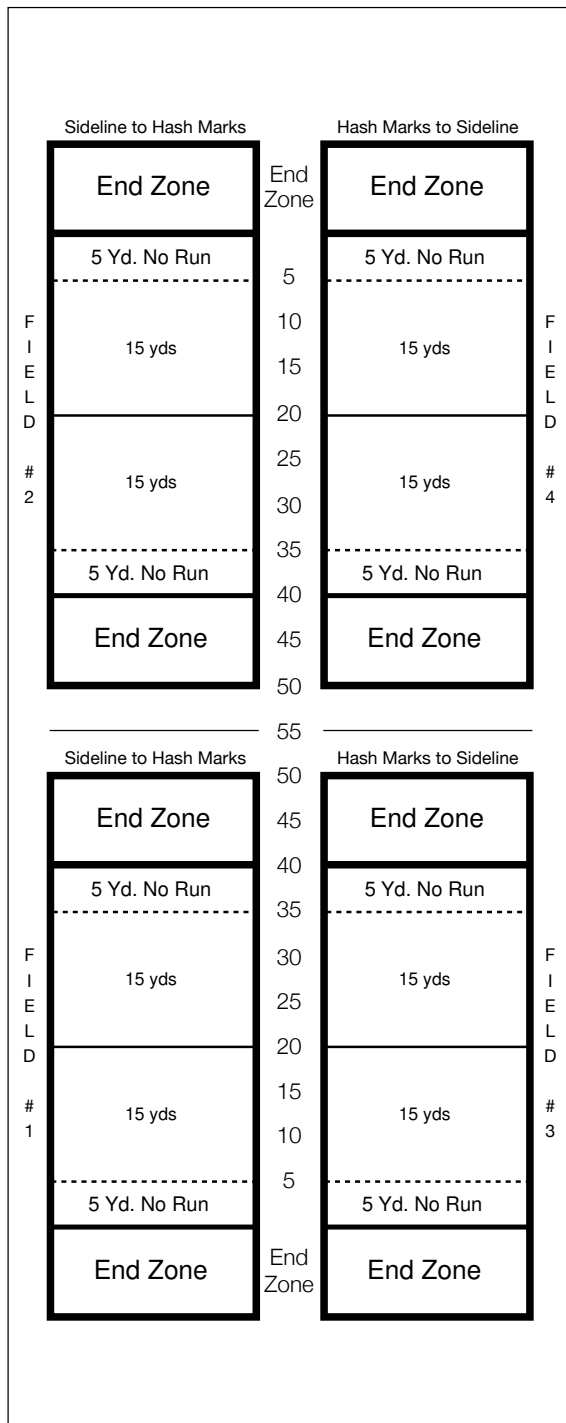 Sideline to Hash Marks
Hash Marks to Sideline
End Zone
End
Zone
End Zone
5 Yd. No Run
5 Yd. No Run
5
10
15 yds
15
15 yds
20
25
15 yds
30
15 yds
35
5 Yd. No Run
5 Yd. No Run
40
End Zone
45
End Zone
50
FIELD #2
FIELD #4
55
Sideline to Hash Marks
50
Hash Marks to Sideline
End Zone
45
End Zone
40
5 Yd. No Run
5 Yd. No Run
35
30
15 yds
15 yds
25
20
15
15 yds
10
15 yds
5
5 Yd. No Run
5 Yd. No Run
End Zone
End
Zone
End Zone
FIELD #1
FIELD #3